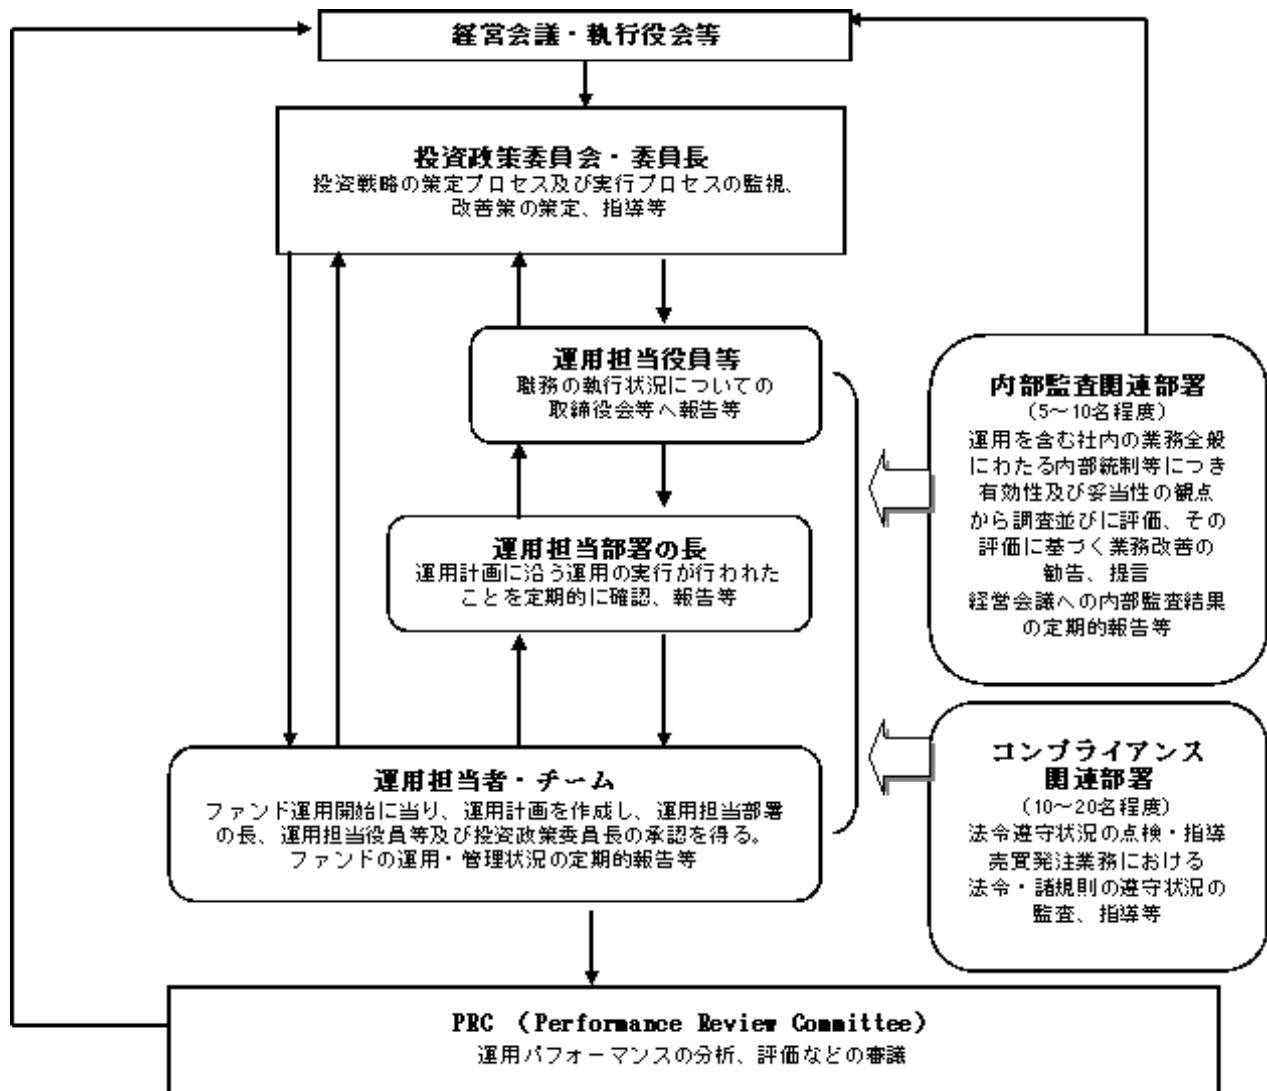 経営会議・執行役会等
投資政策委員会・委員長
投資戦略の策定プロセス及び実行プロセスの監視、
改善策の策定、指導等
運用担当役員等
職務の執行状況についての
取締役会等へ報告等
運用担当部署の長
運用計画に沿う運用の実行が行われた
ことを定期的に確認、報告等
運用担当者・チーム
ファンド運用開始に当り、運用計画を作成し、運用担当部署
の長、運用担当役員等及び投資政策委員長の承認を得る。
ファンドの運用・管理状況の定期的報告等
内部監査関連部署
（5～10名程度）
運用を含む社内の業務全般
にわたる内部統制等につき
有効性及び妥当性の観点
から調査並びに評価、その
評価に基づく業務改善の
勧告、提言
経営会議への内部監査結果
の定期的報告等
コンプライアンス
関連部署
（10～20名程度）
法令遵守状況の点検・指導
売買発注業務における
法令・諸規則の遵守状況の
監査、指導等
PRC （Performance Review Committee）
運用パフォーマンスの分析、評価などの審議